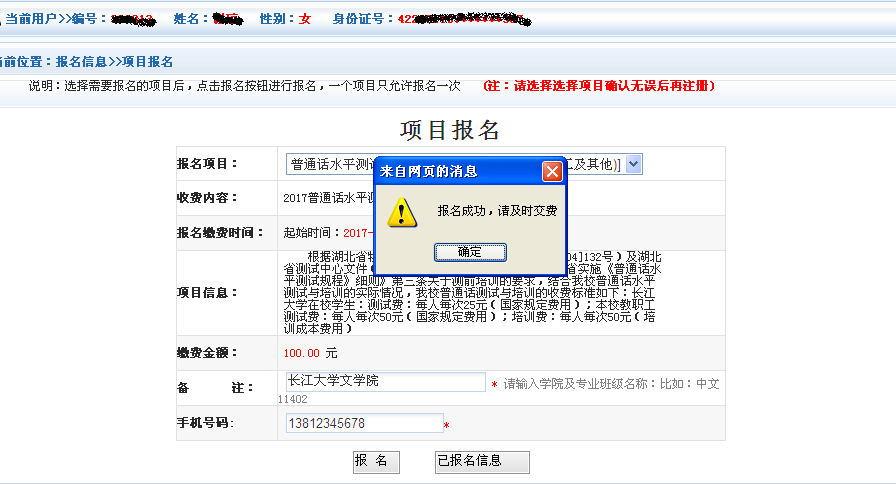 当前用户>>编号： 姓名： 性别：女 身份证号：42
当前位置：报名信息>>项目报名
说明：选择需要报名的项目后，点击报名按钮进行报名，一个项目只允许报名一次 (注：请选择选择项目确认无误后再注册)
项目报名
报名项目： 普通话水平测 及其他)]
收费内容： 2017普通话水平测
报名缴费时间： 起始时间：2017-
项目信息：
根据湖北省 04]132号）及湖北
省测试中心文件（ 省实施《普通话水
平测试规程》细则》第三条关于测前培训的要求，结合我校普通话水平
测试与培训的实际情况，我校普通话测试与培训的收费标准如下：长江
大学在校学生：测试费：每人每次25元（国家规定费用）；本校教职工
测试费：每人每次50元（国家规定费用）；培训费：每人每次50元（培
训成本费用）
来自网页的消息
报名成功，请及时交费
确定
缴费金额： 100.00 元
备 注： 长江大学文学院 * 请输入学院及专业班级名称：比如：中文
11402
手机号码: 13812345678 *
报 名 已报名信息